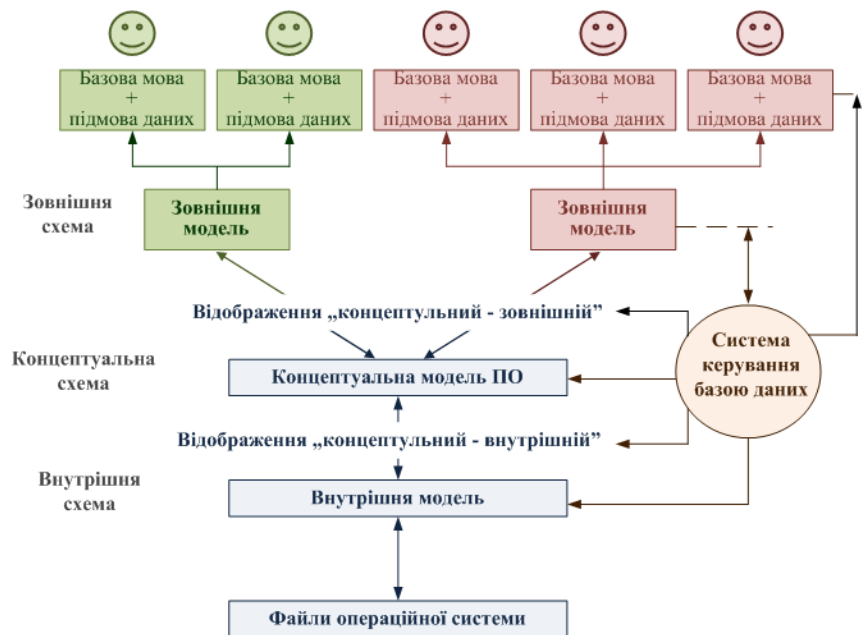 Базова мова
+
підмова даних
Базова мова
+
підмова даних
Базова мова
+
підмова даних
Базова мова
+
підмова даних
Базова мова
+
підмова даних
Зовнішня
схема
Зовнішня
модель
Зовнішня
модель
Відображення „концептульний - зовнішній”
Концептуальна
схема
Концептуальна модель ПО
Система
керування
базою даних
Відображення „концептульний - внутрішній”
Внутрішня
схема
Внутрішня модель
Файли операційної системи